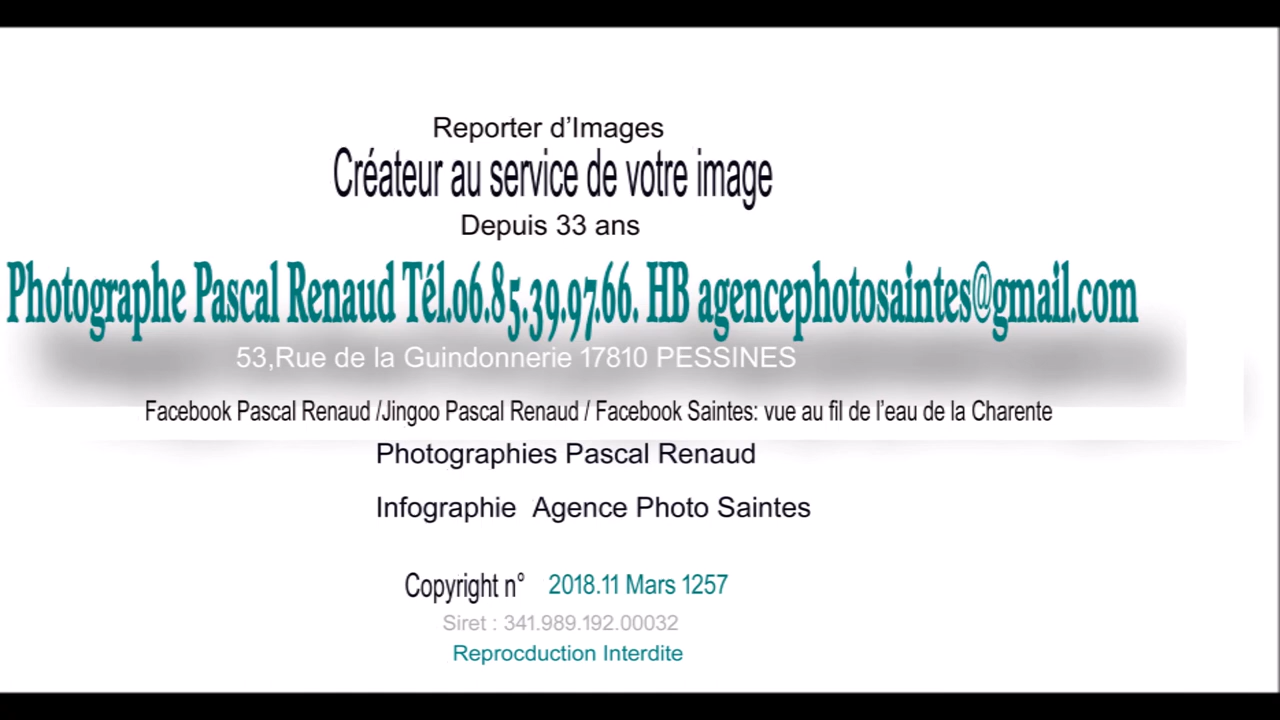 Reporter d’Images
Créateur au service de votre image
Depuis 33 ans
Photographe Pascal Renaud Tél.06.85.39.97.66. HB agencephotosaintes@gmail.com
53,Rue de la Guindonnerie 17810 PESSINES
Facebook Pascal Renaud /Jingoo Pascal Renaud / Facebook Saintes: vue au fil de l’eau de la Charente
Photographies Pascal Renaud
Infographie  Agence Photo Saintes
Copyright n° 2018.11 Mars 1257
Siret : 341.989.192.00032
Reprocduction Interdite